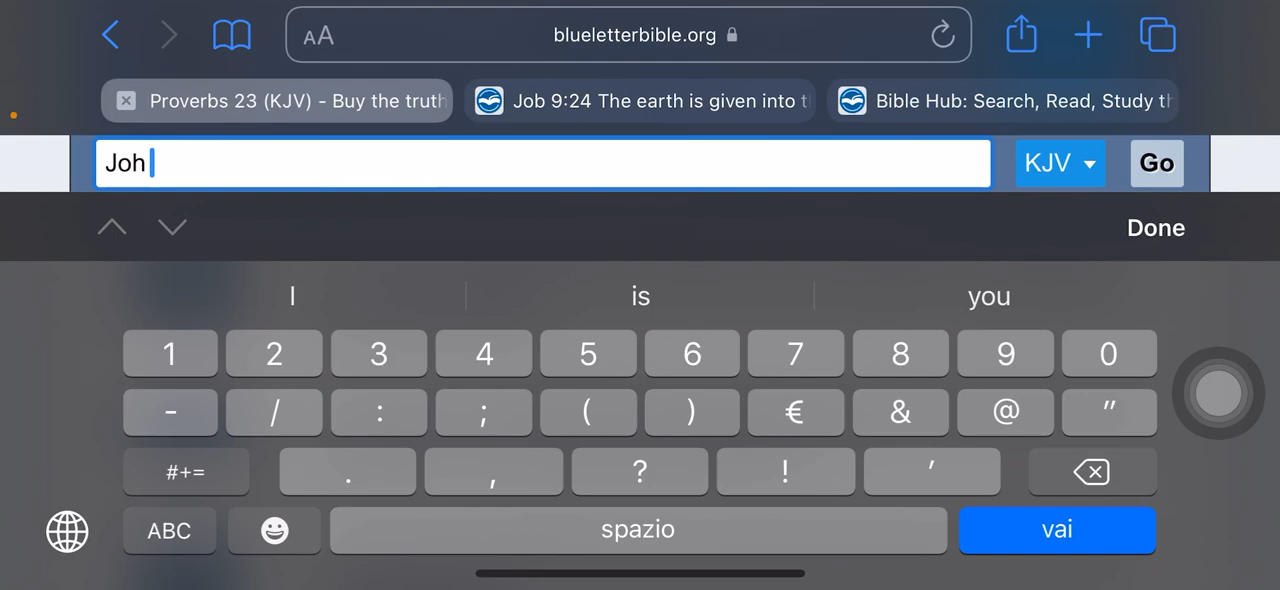 AA blueletterbible.org
Proverbs 23 (KJV) - Buy the truth
Job 9:24 The earth is given into t
Bible Hub: Search, Read, Study th
Joh KJV Go
Done
I is you
1 2 3 4 5 6 7 8 9 0
- / : ; ( ) € & @ "
#+= . , ? ! '
ABC spazio vai